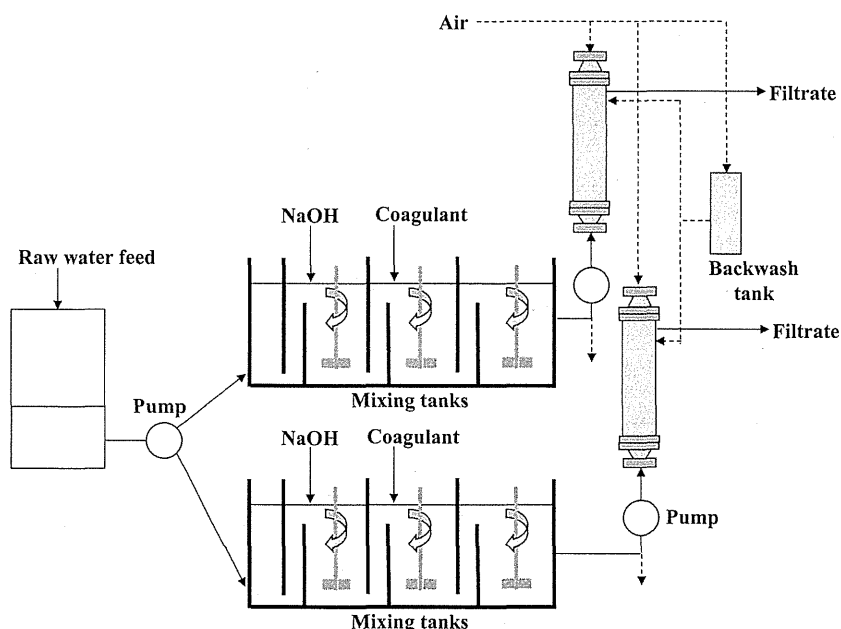 Air
Filtrate
NaOH
Coagulant
Raw water feed
Backwash
tank
Filtrate
Pump
Mixing tanks
NaOH
Coagulant
Pump
Mixing tanks